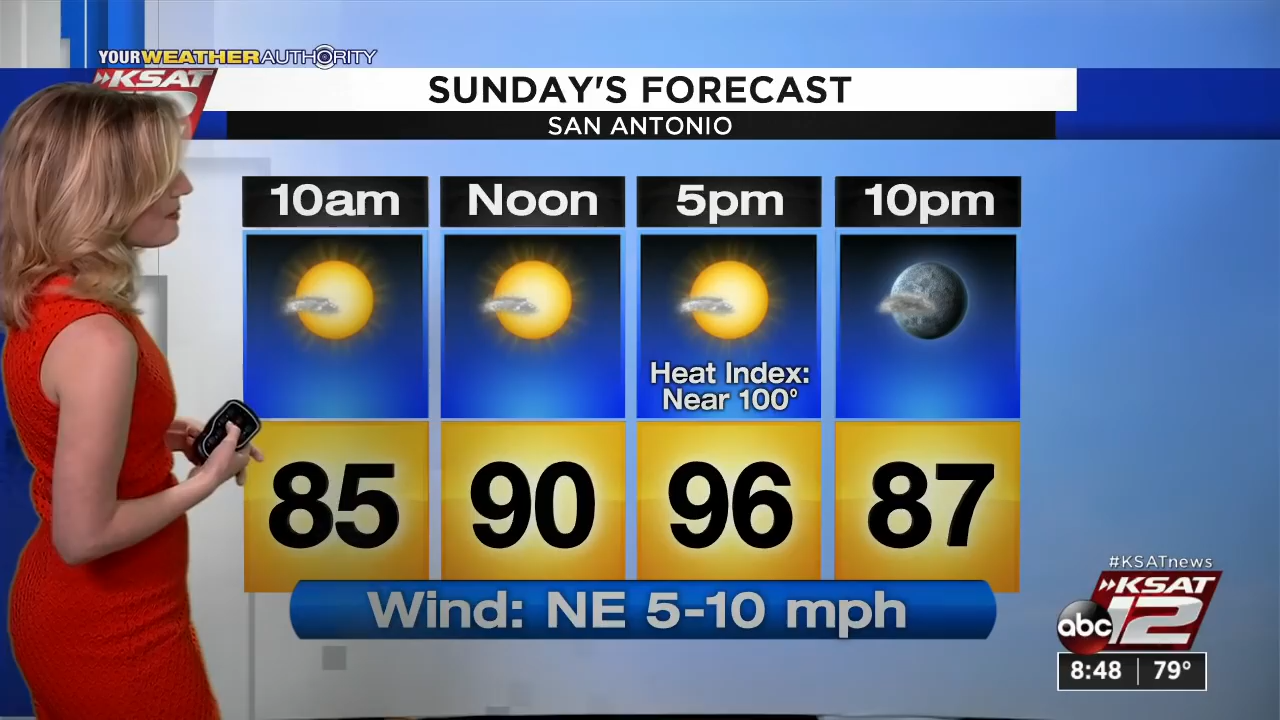 YOURWEATHERAUTHORITY
KSAT
SUNDAY'S FORECAST
SAN ANTONIO
10am
Noon
5pm
10pm
Heat Index:
Near 100°
85
90
96
87
Wind: NE 5-10 mph
#KSATnews
KSAT
abc 12
8:48 | 79°